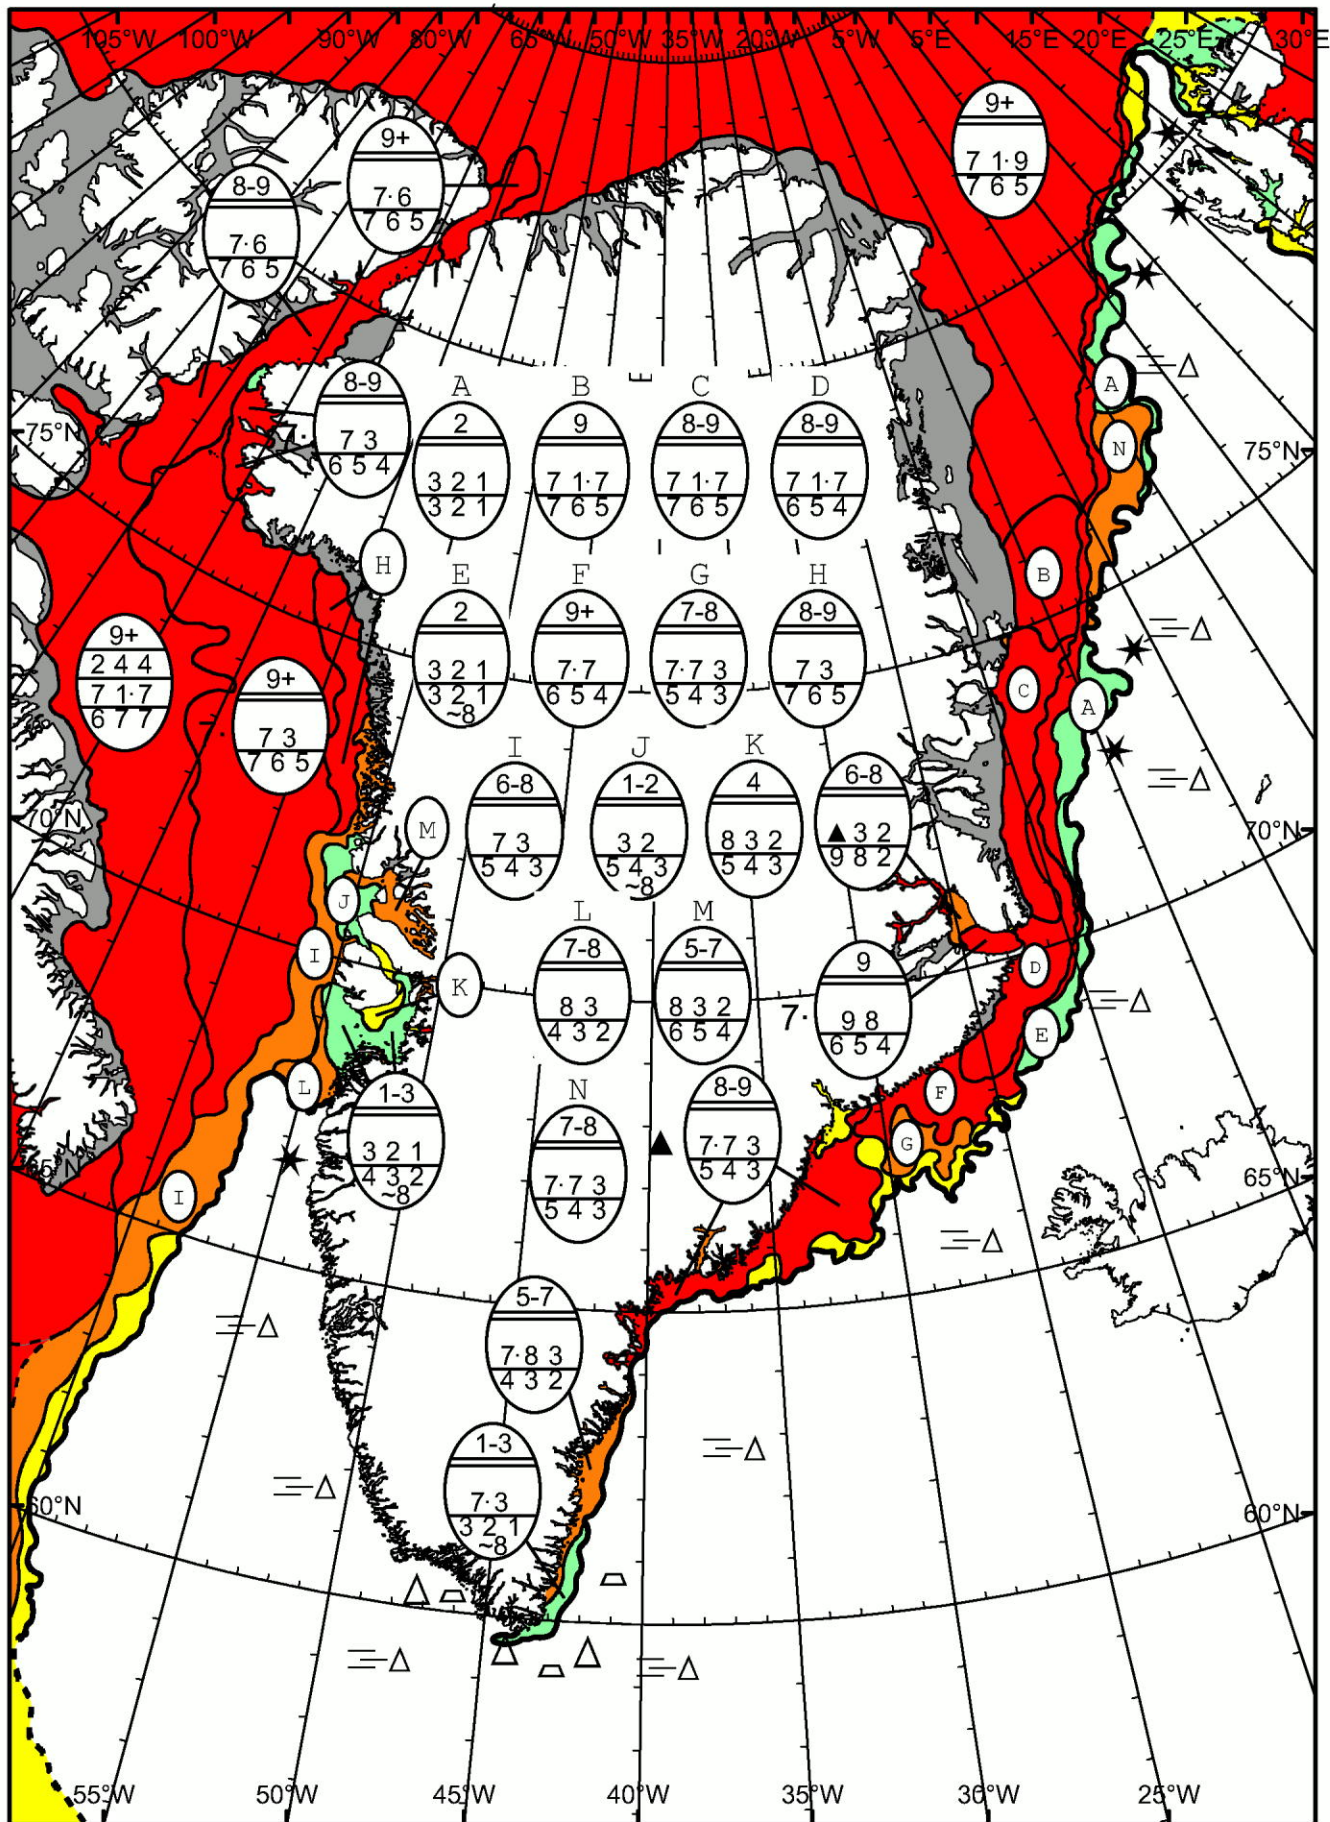 105°W 100°W 90°W 80°W 65°W 50°W 35°W 20°W 5°W 5°E 15°E 20°E 25°E 30°E
9+
7 1·9
7 6 5
9+
7·6
7 6 5
8-9
7·6
7 6 5
8-9
7 3
6 5 4
7·
75°N
75°N
A B C D
2 9 8-9 8-9
3 2 1 7 1·7 7 1·7 7 1·7
3 2 1 7 6 5 7 6 5 6 5 4
A
N
H
B
E F G H
2 9+ 7-8 8-9
3 2 1 7·7 7·7 3 7 3
3 2 1 6 5 4 5 4 3 7 6 5
~8
9+
2 4 4
7 1·7
6 7 7
9+
7 3
7 6 5
C
A
I J K
6-8 1-2 4 6-8
7 3 3 2 8 3 2 ▲ 3 2
5 4 3 5 4 3 5 4 3 9 8 2
~8
70°N
70°N
M
J
I
K
L M
7-8 5-7 9
8 3 8 3 2 7· 9 8
4 3 2 6 5 4 6 5 4
D
E
F
G
L
1-3
3 2 1
4 3 2
~8
N
7-8
7·7 3
5 4 3
8-9
7·7 3
5 4 3
65°N
65°N
I
5-7
7·8 3
4 3 2
1-3
7·3
3 2 1
~8
60°N
60°N
55°W 50°W 45°W 40°W 35°W 30°W 25°W